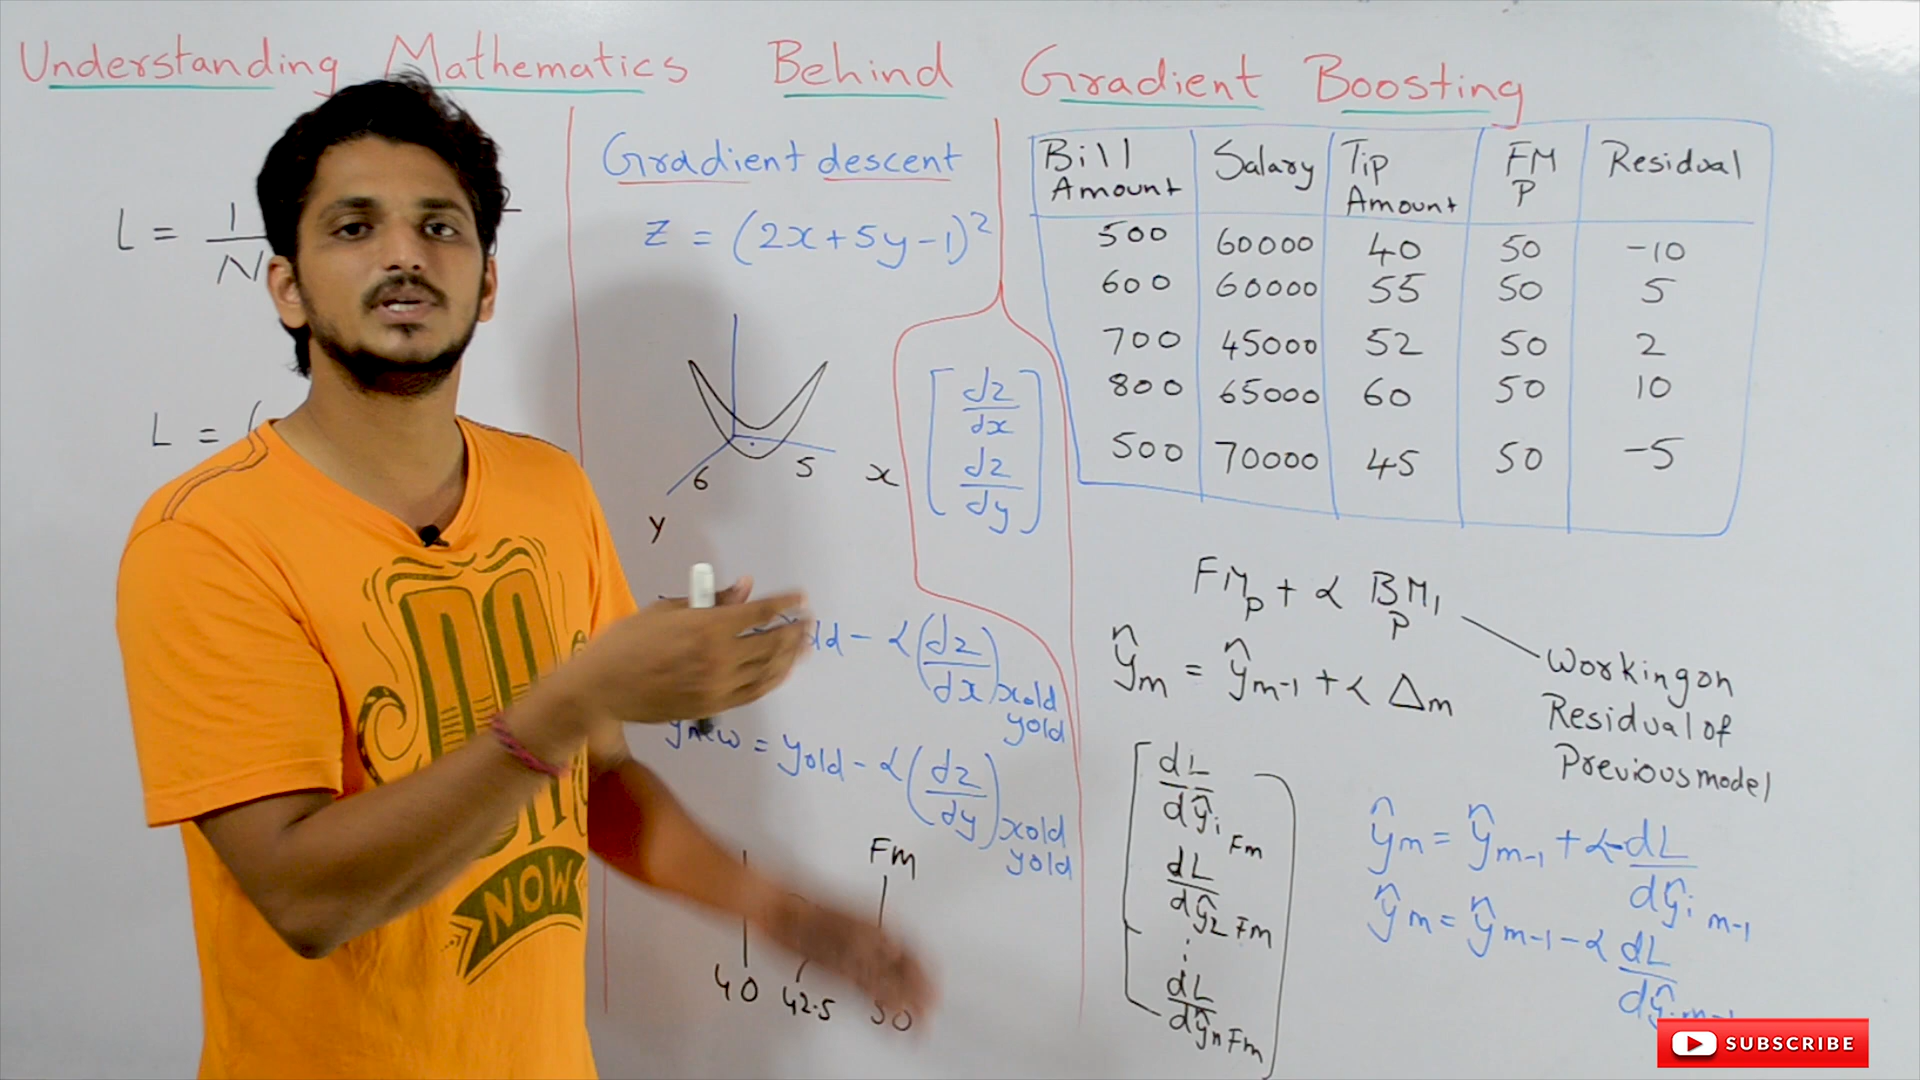 Understanding Mathematics Behind Gradient Boosting
L = 1
N
L = (
Gradient descent
Z = (2x+5y-1)²
6 5 x
y
dz
dx
dz
dy
old - α (dz
dx) xold
yold
ynew = yold - α (dz
dy) xold
yold
Fm
40 42.5 50
Bill Amount Salary Tip Amount FM P Residual
500 60000 40 50 -10
600 60000 55 50 5
700 45000 52 50 2
800 65000 60 50 10
500 70000 45 50 -5
FMp + α BM1
P
Working on
Residual of
Previous model
ŷm = ŷm-1 + α Δm
dL
dŷi Fm
dL
dŷ2 Fm
dL
dŷn Fm
ŷm = ŷm-1 + α - dL
dŷi m-1
ŷm = ŷm-1 - α dL
dŷi m-1
NOW
SUBSCRIBE